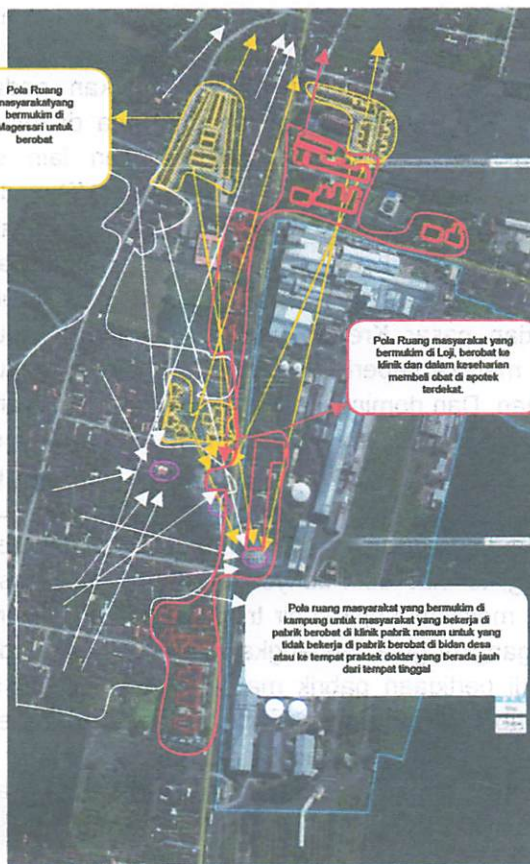 Pola Ruang
masyarakatyang
bermukim di
Magersari untuk
berobat
Pola Ruang masyarakat yang
bermukim di Loji, berobat ke
klinik dan dalam keseharian
membeli obat di apotek
terdekat.
Pola ruang masyarakat yang bermukim di
kampung untuk masyarakat yang bekerja di
pabrik berobat di klinik pabrik namun untuk yang
tidak bekerja di pabrik berobat di bidan desa
atau ke tempat praktek dokter yang berada jauh
dari tempat tinggal